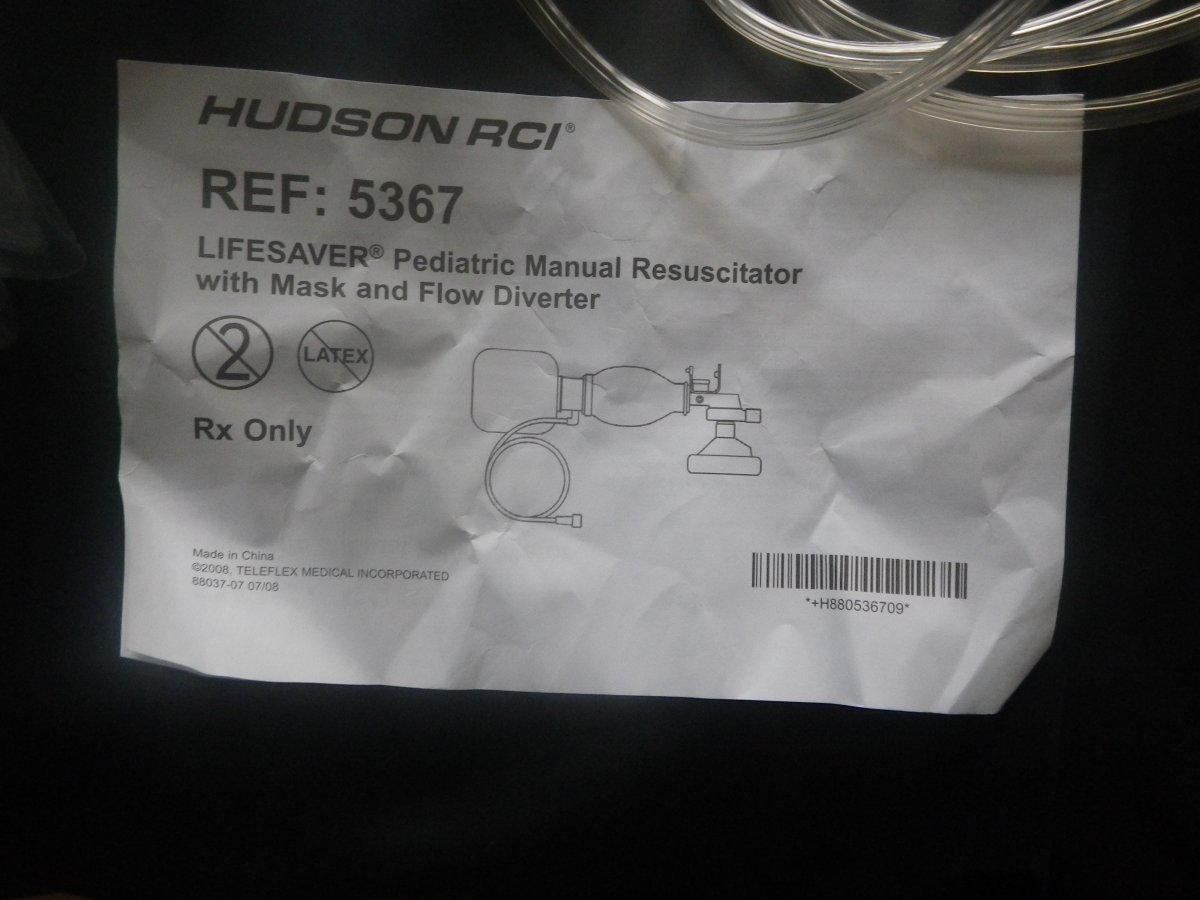 HUDSON RCI®
REF: 5367
LIFESAVER® Pediatric Manual Resuscitator
with Mask and Flow Diverter
2 LATEX
Rx Only
Made in China
©2008, TELEFLEX MEDICAL INCORPORATED
88037-07 07/08
*+H880536709*